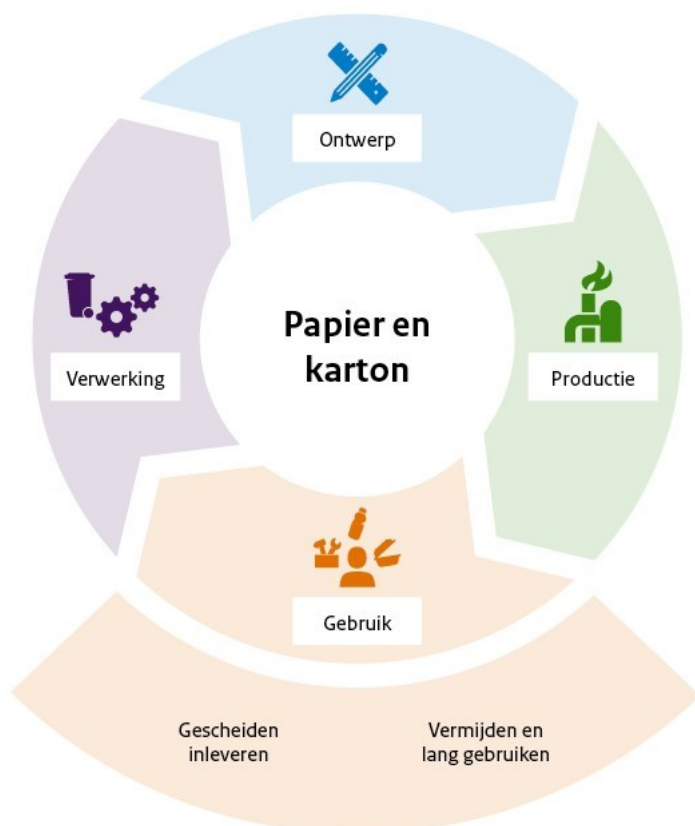 Ontwerp
Papier en
karton
Verwerking
Productie
Gebruik
Gescheiden
inleveren
Vermijden en
lang gebruiken